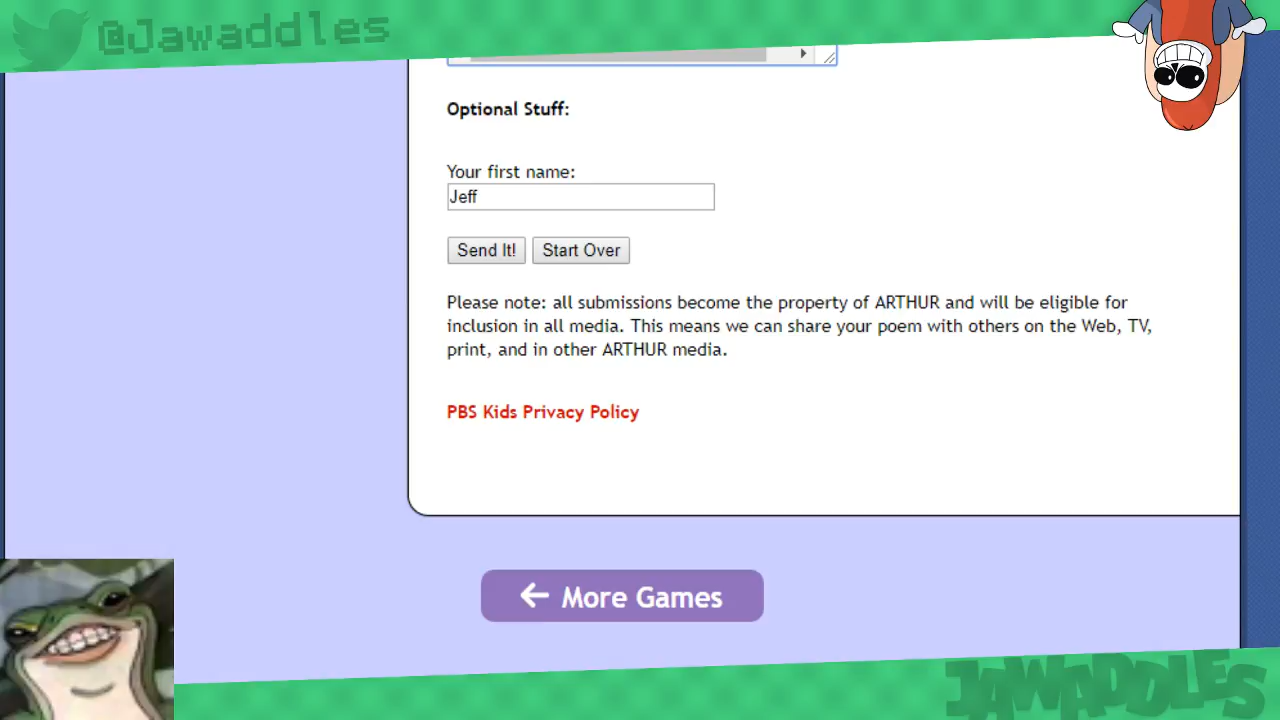 @Jawaddles
Optional Stuff:
Your first name:
Jeff
Send It! Start Over
Please note: all submissions become the property of ARTHUR and will be eligible for
inclusion in all media. This means we can share your poem with others on the Web, TV,
print, and in other ARTHUR media.
PBS Kids Privacy Policy
More Games
JAWADDLES